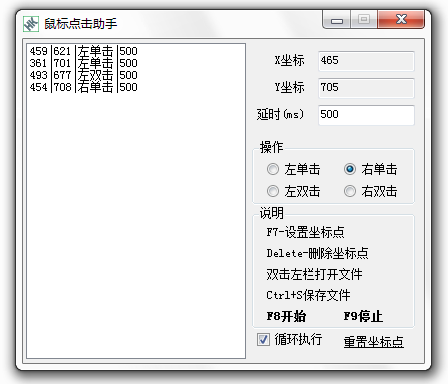 鼠标点击助手
459|621|左单击|500
361|701|左单击|500
493|677|左双击|500
454|708|右单击|500
X坐标 465
Y坐标 705
延时(ms) 500
操作
左单击 右单击
左双击 右双击
说明
F7-设置坐标点
Delete-删除坐标点
双击左栏打开文件
Ctrl+S保存文件
F8开始 F9停止
循环执行 重置坐标点